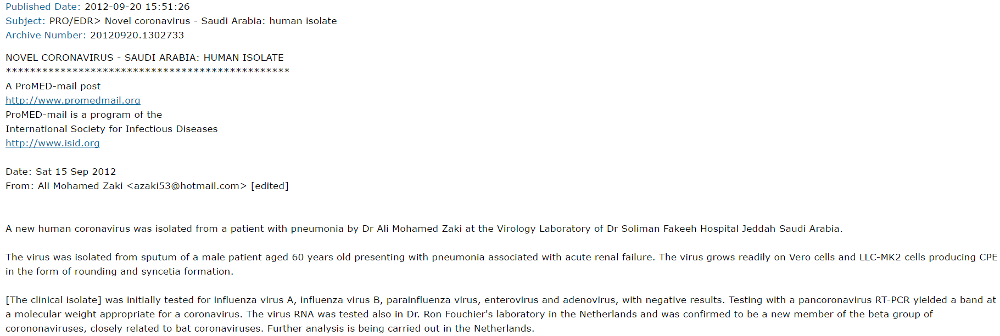 Published Date: 2012-09-20 15:51:26
Subject: PRO/EDR> Novel coronavirus - Saudi Arabia: human isolate
Archive Number: 20120920.1302733
NOVEL CORONAVIRUS - SAUDI ARABIA: HUMAN ISOLATE
***********************************************
A ProMED-mail post
http://www.promedmail.org
ProMED-mail is a program of the
International Society for Infectious Diseases
http://www.isid.org
Date: Sat 15 Sep 2012
From: Ali Mohamed Zaki <azaki53@hotmail.com> [edited]
A new human coronavirus was isolated from a patient with pneumonia by Dr Ali Mohamed Zaki at the Virology Laboratory of Dr Soliman Fakeeh Hospital Jeddah Saudi Arabia.
The virus was isolated from sputum of a male patient aged 60 years old presenting with pneumonia associated with acute renal failure. The virus grows readily on Vero cells and LLC-MK2 cells producing CPE
in the form of rounding and syncetia formation.
[The clinical isolate] was initially tested for influenza virus A, influenza virus B, parainfluenza virus, enterovirus and adenovirus, with negative results. Testing with a pancoronavirus RT-PCR yielded a band at
a molecular weight appropriate for a coronavirus. The virus RNA was tested also in Dr. Ron Fouchier's laboratory in the Netherlands and was confirmed to be a new member of the beta group of
corononaviruses, closely related to bat coronaviruses. Further analysis is being carried out in the Netherlands.